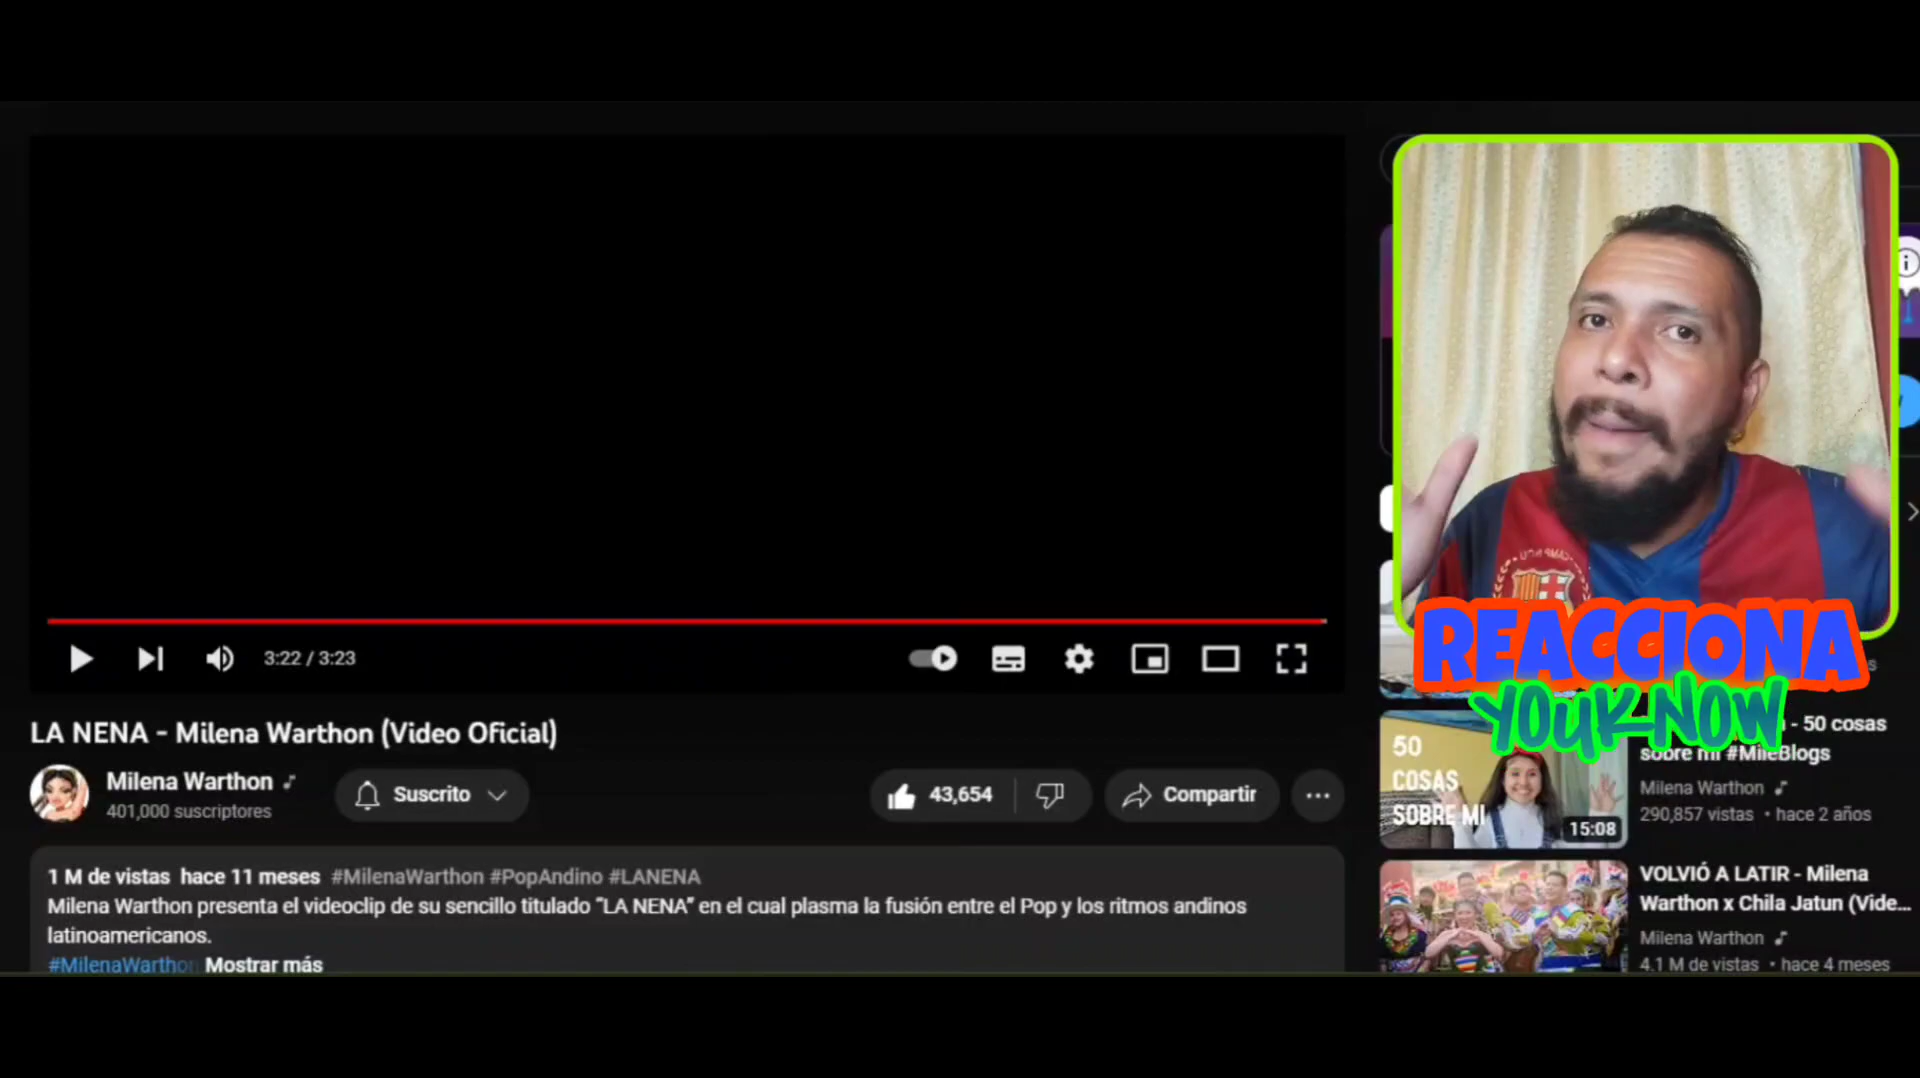 3:22 / 3:23
LA NENA - Milena Warthon (Video Oficial)
Milena Warthon
401,000 suscriptores
Suscrito
43,654
Compartir
1 M de vistas hace 11 meses #MilenaWarthon #PopAndino #LANENA
Milena Warthon presenta el videoclip de su sencillo titulado "LA NENA" en el cual plasma la fusión entre el Pop y los ritmos andinos
latinoamericanos.
#MilenaWarthon Mostrar más
REACCIONA
YOUK-NOW
50
COSAS
SOBRE MI
15:08
- 50 cosas
sobre mi #MileBlogs
Milena Warthon
290,857 vistas • hace 2 años
VOLVIÓ A LATIR - Milena
Warthon x Chila Jatun (Vide...
Milena Warthon
4.1 M de vistas • hace 4 meses